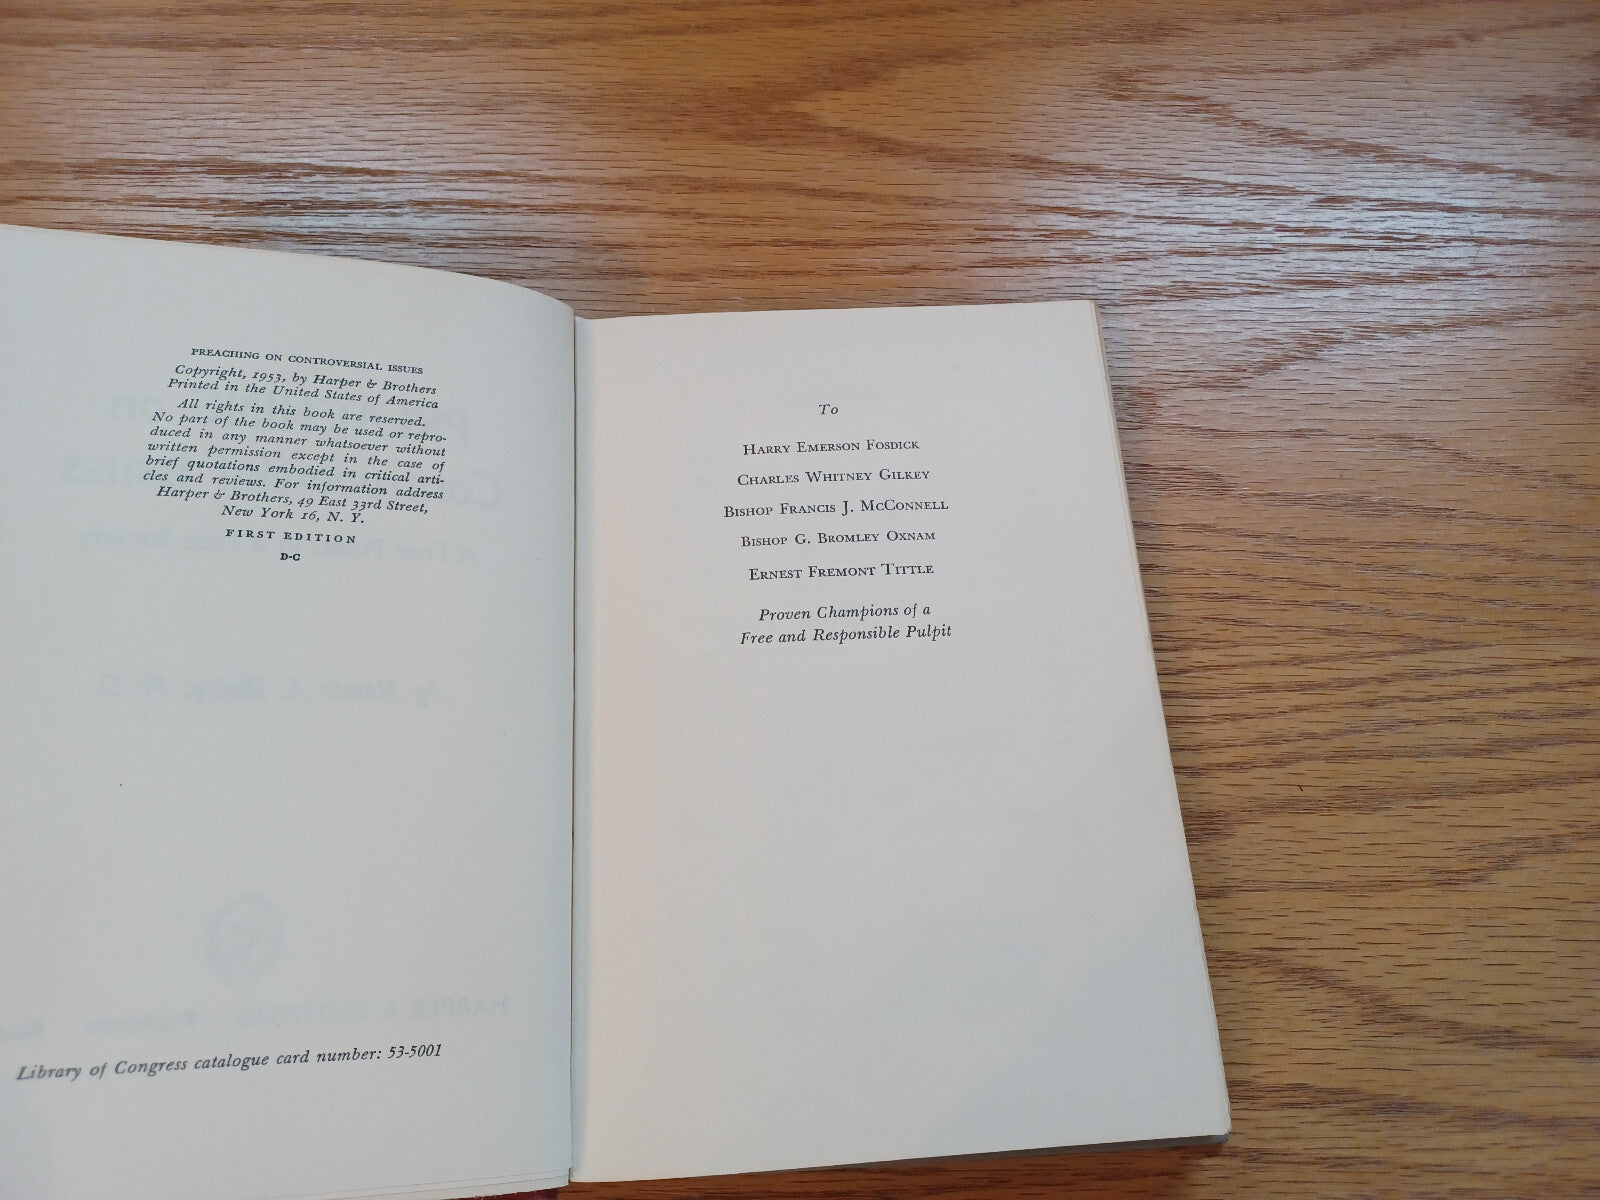 PREACHING ON CONTROVERSIAL ISSUES
Copyright, 1953, by Harper & Brothers
Printed in the United States of America
All rights in this book are reserved.
No part of the book may be used or repro-
duced in any manner whatsoever without
written permission except in the case of
brief quotations embodied in critical arti-
cles and reviews. For information address
Harper & Brothers, 49 East 33rd Street,
New York 16, N. Y.
FIRST EDITION
D-C
Library of Congress catalogue card number: 53-5001
To
HARRY EMERSON FOSDICK
CHARLES WHITNEY GILKEY
BISHOP FRANCIS J. MCCONNELL
BISHOP G. BROMLEY OXNAM
ERNEST FREMONT TITTLE
Proven Champions of a
Free and Responsible Pulpit